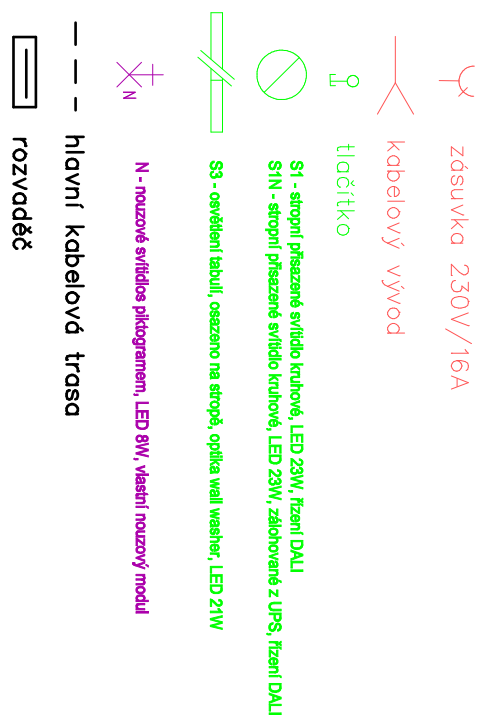 zásuvka 230V/16A
kabelový vývod
tlačítko
S1 - stropní přisazené svítidlo kruhové, LED 23W, řízení DALI
S1N - stropní přisazené svítidlo kruhové, LED 23W, zálohované z UPS, řízení DALI
S3 - osvětlení tabulí, osazeno na stropě, optika wall washer, LED 21W
N
N - nouzové svítidlos piktogramem, LED 8W, vlastní nouzový modul
hlavní kabelová trasa
rozvaděč